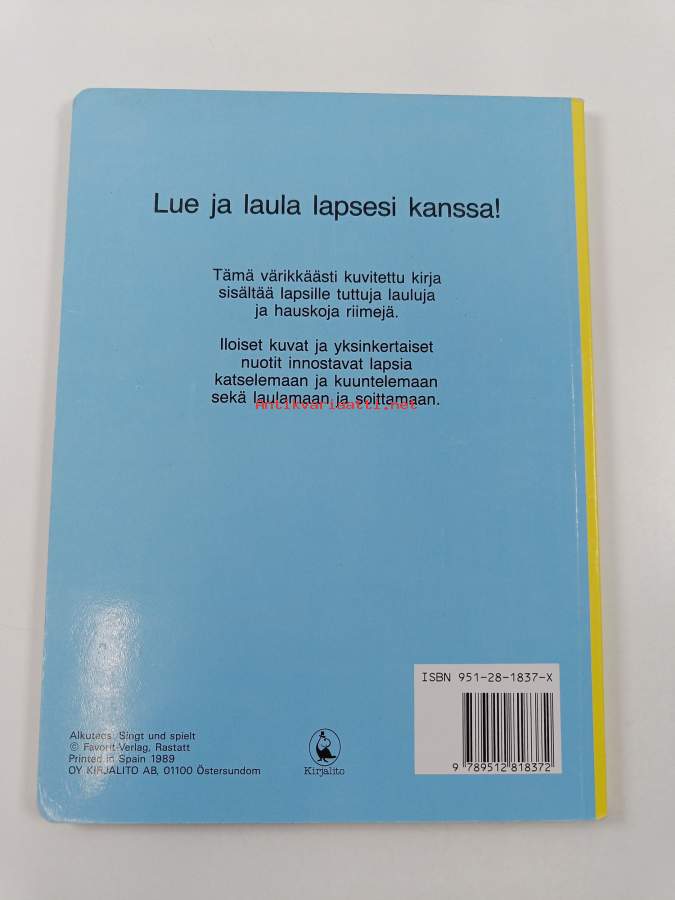 Lue ja laula lapsesi kanssa!
Tämä värikkäästi kuvitettu kirja
sisältää lapsille tuttuja lauluja
ja hauskoja riimejä.
Iloiset kuvat ja yksinkertaiset
nuotit innostavat lapsia
katselemaan ja kuuntelemaan
sekä laulamaan ja soittamaan.
Antikvariaatti.net
ISBN 951-28-1837-X
9 789512 818372
Alkuteos: Singt und spielt
© Favorit-Verlag, Rastatt
Printed in Spain 1989
OY KIRJALITO AB, 01100 Östersundom
Kirjalito